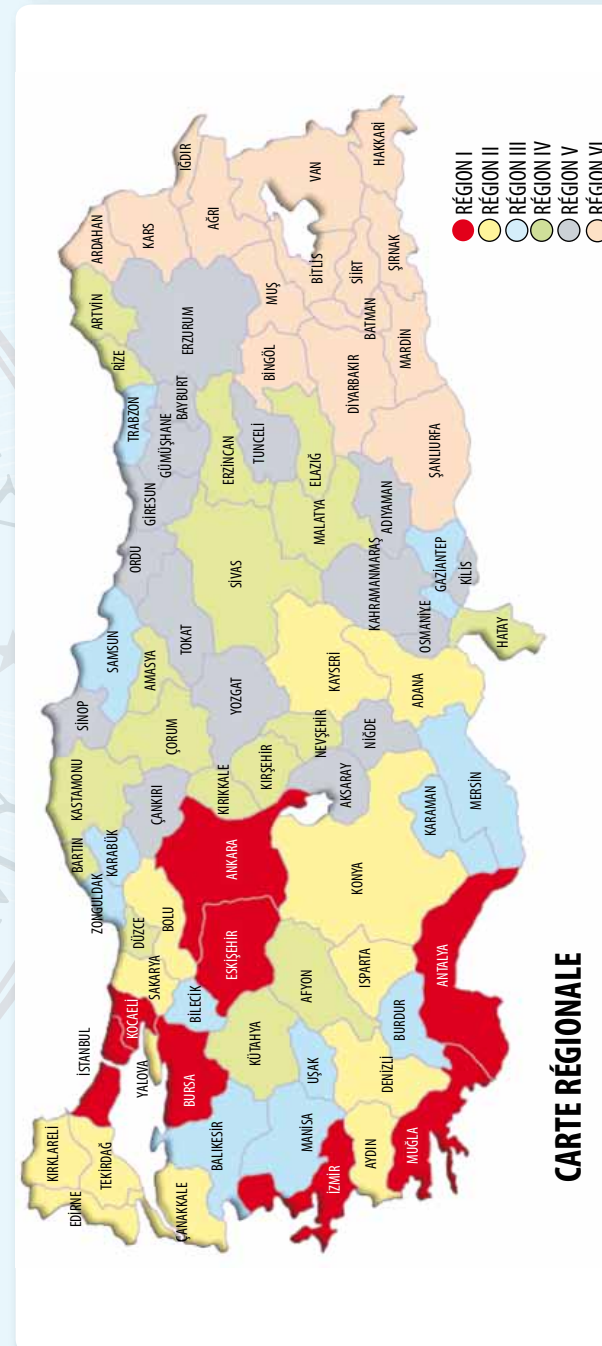 KIRKLARELİ
EDİRNE
TEKİRDAĞ
İSTANBUL
KOCAELİ
YALOVA
SAKARYA
DÜZCE
BOLU
ZONGULDAK
BARTIN
KARABÜK
KASTAMONU
SİNOP
SAMSUN
ORDU
GİRESUN
TRABZON
RİZE
ARTVİN
ARDAHAN
KARS
IĞDIR
AĞRI
ÇANAKKALE
BALIKESİR
BURSA
BİLECİK
ESKİŞEHİR
ANKARA
ÇANKIRI
ÇORUM
AMASYA
TOKAT
GÜMÜŞHANE
BAYBURT
ERZURUM
KÜTAHYA
KIRIKKALE
KIRŞEHİR
YOZGAT
SİVAS
ERZİNCAN
TUNCELİ
BİNGÖL
MUŞ
BİTLİS
VAN
HAKKARİ
MANİSA
UŞAK
AFYON
İZMİR
AYDIN
DENİZLİ
ISPARTA
BURDUR
KONYA
AKSARAY
NEVŞEHİR
NİĞDE
KAYSERİ
MALATYA
ELAZIĞ
DİYARBAKIR
BATMAN
SİİRT
ŞIRNAK
MARDİN
MUĞLA
ANTALYA
KARAMAN
MERSİN
ADANA
OSMANİYE
KAHRAMANMARAŞ
ADIYAMAN
GAZİANTEP
KİLİS
ŞANLIURFA
HATAY
CARTE RÉGIONALE
RÉGION I
RÉGION II
RÉGION III
RÉGION IV
RÉGION V
RÉGION VI